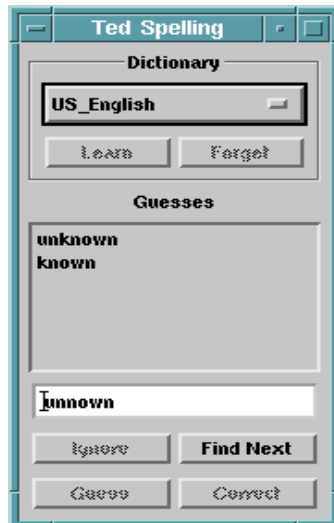 Ted Spelling
Dictionary
US_English
Learn Forget
Guesses
unknown
known
unnown
Ignore Find Next
Guess Correct